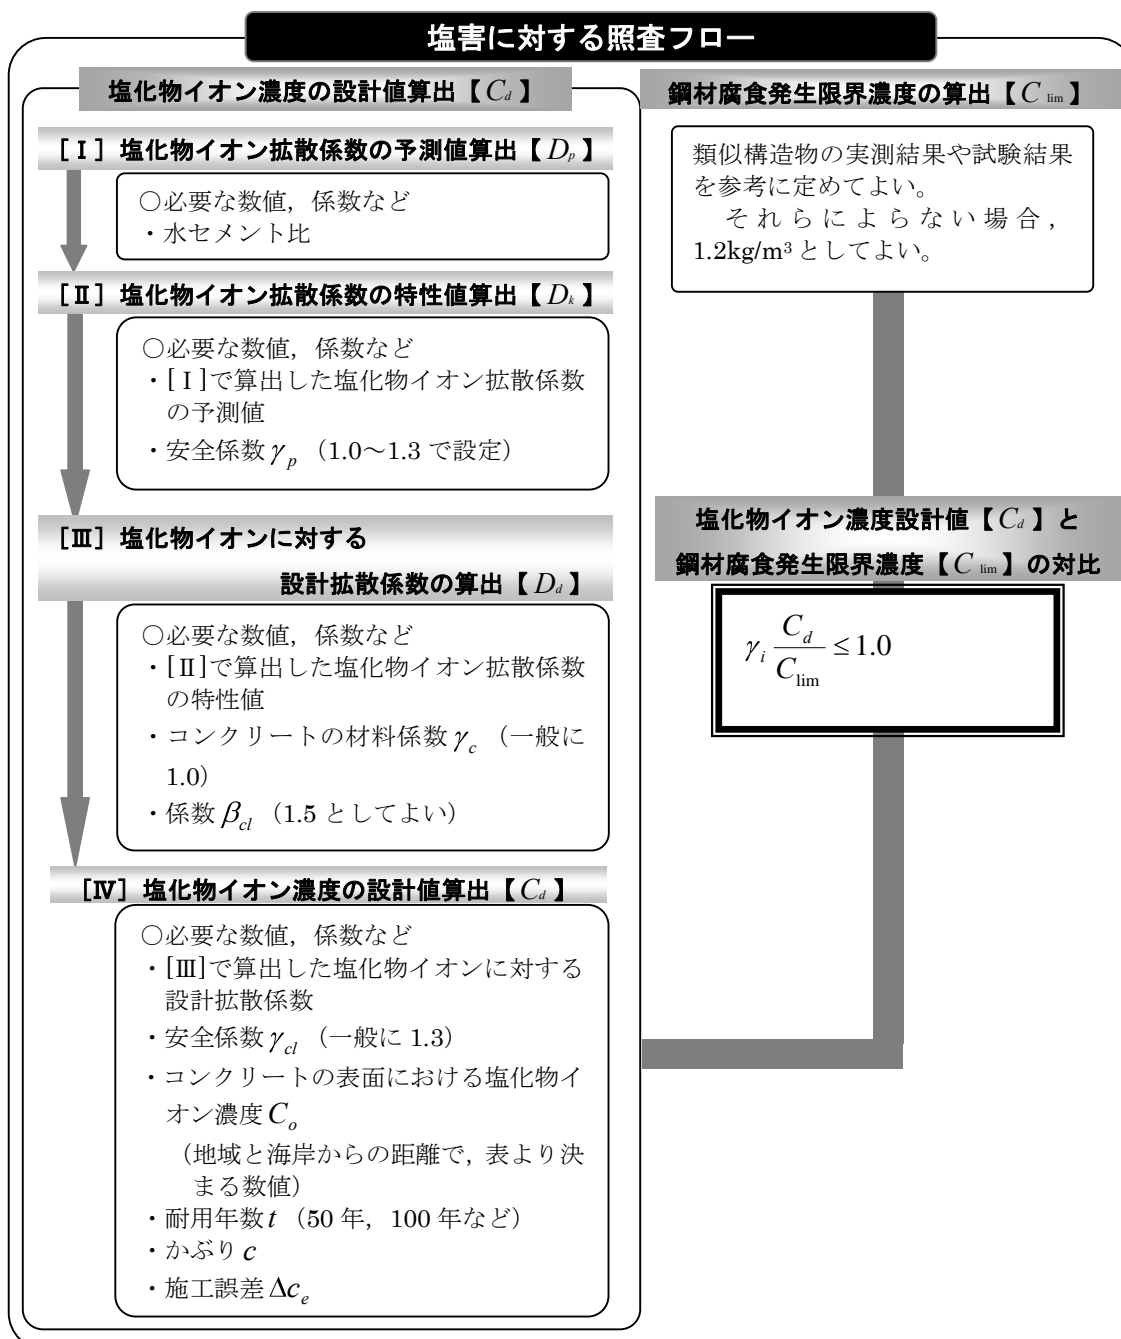 塩害に対する照査フロー
塩化物イオン濃度の設計値算出【C_d】
[Ⅰ] 塩化物イオン拡散係数の予測値算出【D_p】
○必要な数値，係数など
・水セメント比
[Ⅱ] 塩化物イオン拡散係数の特性値算出【D_k】
○必要な数値，係数など
・[Ⅰ]で算出した塩化物イオン拡散係数
の予測値
・安全係数γ_p（1.0～1.3 で設定）
[Ⅲ] 塩化物イオンに対する
設計拡散係数の算出【D_d】
○必要な数値，係数など
・[Ⅱ]で算出した塩化物イオン拡散係数
の特性値
・コンクリートの材料係数γ_c（一般に
1.0）
・係数β_cl（1.5 としてよい）
[Ⅳ] 塩化物イオン濃度の設計値算出【C_d】
○必要な数値，係数など
・[Ⅲ]で算出した塩化物イオンに対する
設計拡散係数
・安全係数γ_cl（一般に 1.3）
・コンクリートの表面における塩化物イ
オン濃度C_o
（地域と海岸からの距離で，表より決
まる数値）
・耐用年数t（50 年，100 年など）
・かぶりc
・施工誤差Δc_e
鋼材腐食発生限界濃度の算出【C_lim】
類似構造物の実測結果や試験結果
を参考に定めてよい。
それらによらない場合，
1.2kg/m³としてよい。
塩化物イオン濃度設計値【C_d】と
鋼材腐食発生限界濃度【C_lim】の対比
γ_i C_d/C_lim ≤ 1.0